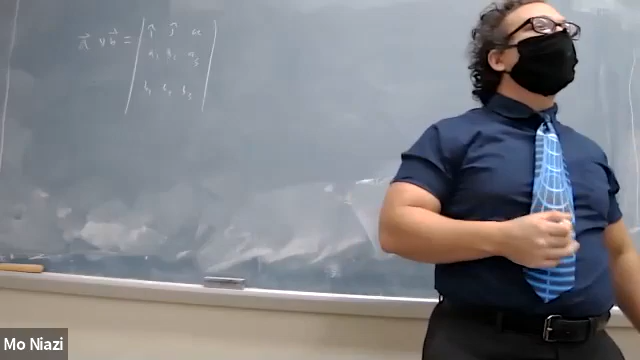 a⃗ × b⃗ = | î ĵ k̂ |
a₁ a₂ a₃
b₁ b₂ b₃
Mo Niazi